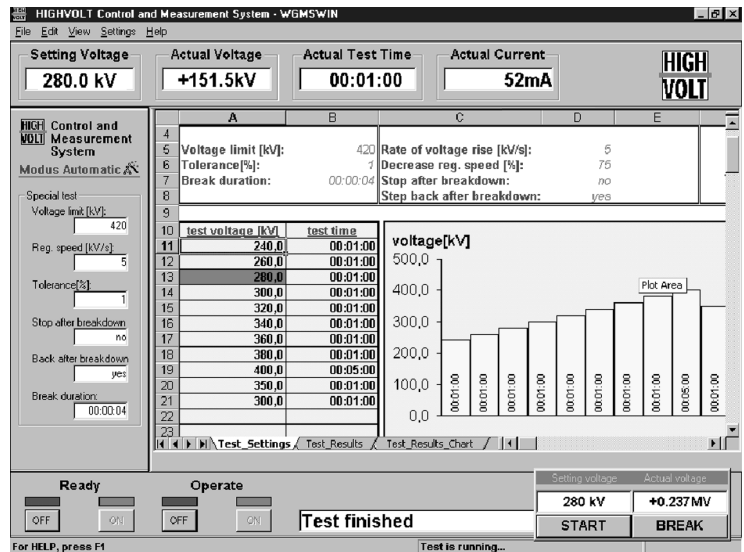 HIGHVOLT Control and Measurement System - WGMSWIN
File Edit View Settings Help
Setting Voltage Actual Voltage Actual Test Time Actual Current
280.0 kV +151.5kV 00:01:00 52mA
HIGH
VOLT
HIGH VOLT Control and
Measurement
System
Modus Automatic
Special test
Voltage limit [kV]:
420
Reg. speed [kV/s]:
5
Tolerance[%]:
1
Stop after breakdown
no
Back after breakdown
yes
Break duration:
00:00:04
A B C D E
4
5 Voltage limit [kV]: 420 Rate of voltage rise [kV/s]: 5
6 Tolerance[%]: 1 Decrease reg. speed [%]: 75
7 Break duration: 00:00:04 Stop after breakdown: no
8 Step back after breakdown: yes
9
10 test voltage [kV] test time
11 240,0 00:01:00
12 260,0 00:01:00
13 280,0 00:01:00
14 300,0 00:01:00
15 320,0 00:01:00
16 340,0 00:01:00
17 360,0 00:01:00
18 380,0 00:01:00
19 400,0 00:05:00
20 350,0 00:01:00
21 300,0 00:01:00
22
23
voltage[kV]
500,0
400,0
300,0
200,0
100,0
0,0
Plot Area
00:01:00 00:01:00 00:01:00 00:01:00 00:01:00 00:01:00 00:01:00 00:01:00 00:05:00 00:01:00
Test_Settings Test_Results Test_Results_Chart
Ready Operate
OFF ON OFF ON
Test finished
Setting voltage Actual voltage
280 kV +0.237MV
START BREAK
For HELP, press F1 Test is running...